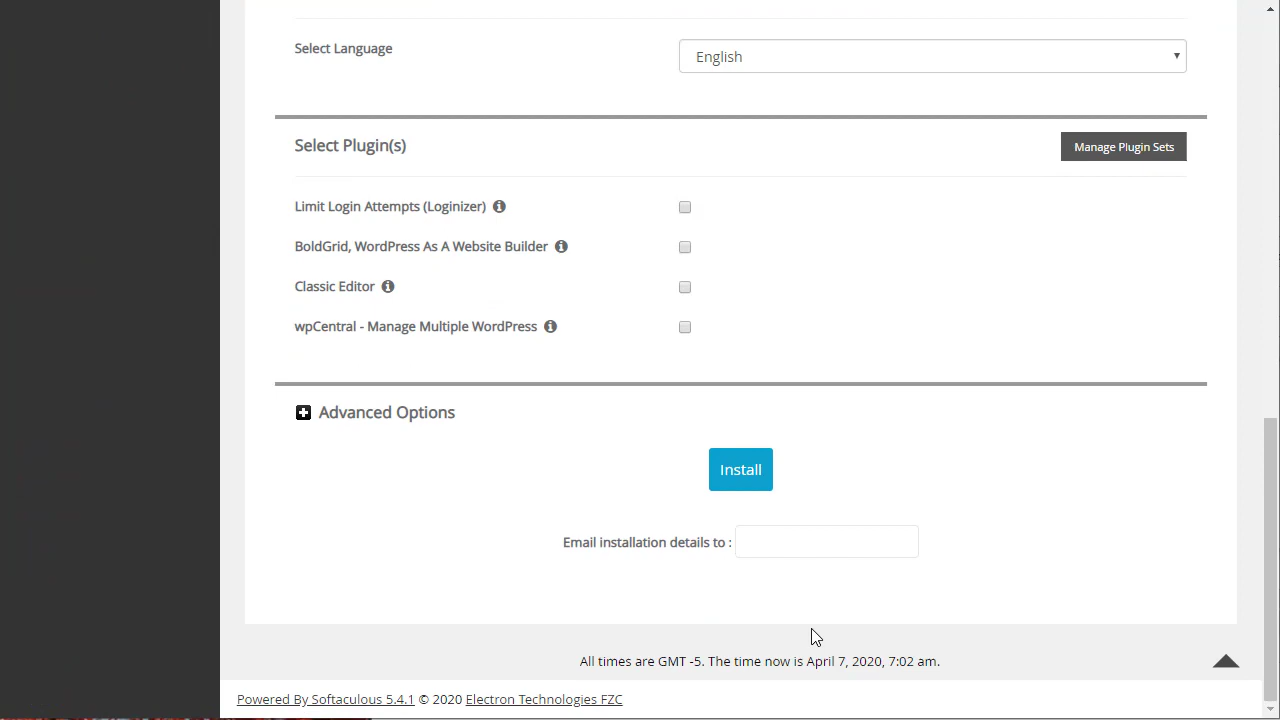 Select Language
English
Select Plugin(s)
Manage Plugin Sets
Limit Login Attempts (Loginizer)
BoldGrid, WordPress As A Website Builder
Classic Editor
wpCentral - Manage Multiple WordPress
Advanced Options
Install
Email installation details to :
All times are GMT -5. The time now is April 7, 2020, 7:02 am.
Powered By Softaculous 5.4.1 © 2020 Electron Technologies FZC